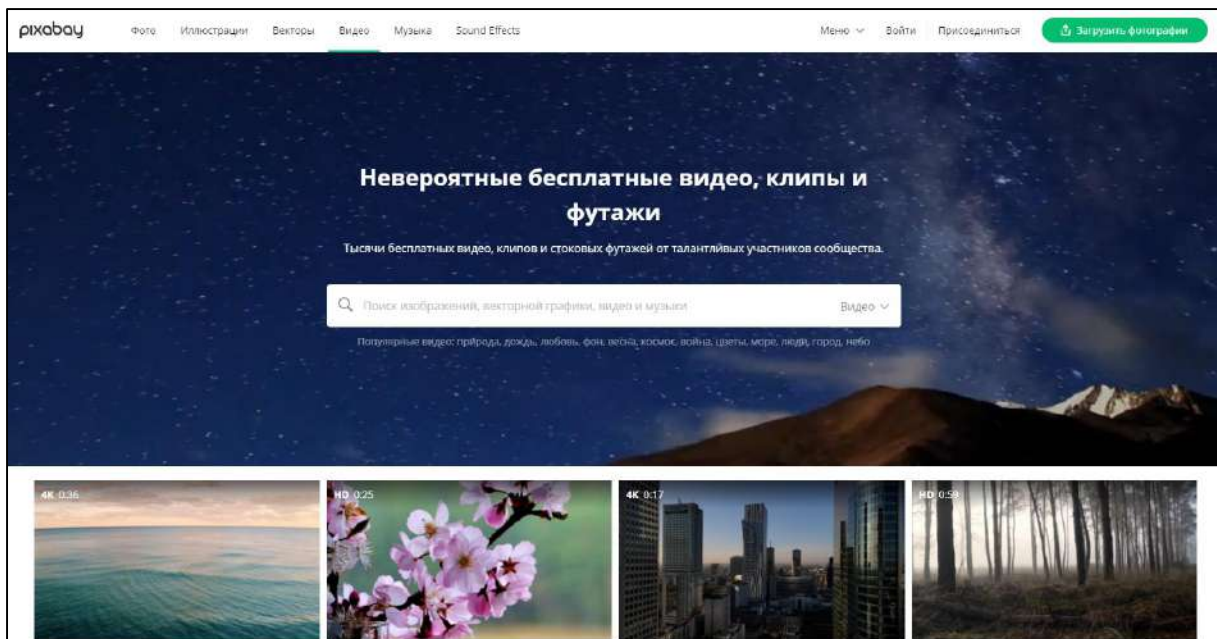 pixabay Фото Иллюстрации Векторы Видео Музыка Sound Effects Меню Войти Присоединиться Загрузить фотографии
Невероятные бесплатные видео, клипы и
футажи
Тысячи бесплатных видео, клипов и стоковых футажей от талантливых участников сообщества.
Поиск изображений, векторной графики, видео и музыки Видео
Популярные видео: природа, дождь, любовь, фон, весна, космос, война, цветы, море, люди, город, небо
4K 0:36 HD 0:25 4K 0:17 HD 0:59